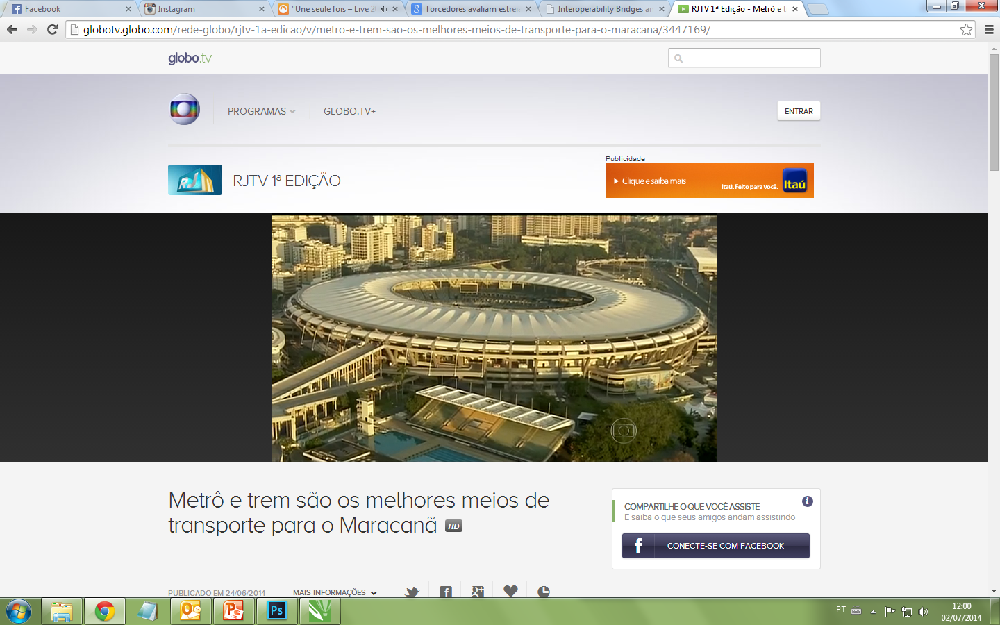 Facebook
Instagram
"Une seule fois – Live 2
Torcedores avaliam estrei
Interoperability Bridges an
RJTV 1ª Edição - Metrô e t
globotv.globo.com/rede-globo/rjtv-1a-edicao/v/metro-e-trem-sao-os-melhores-meios-de-transporte-para-o-maracana/3447169/
globo.tv
PROGRAMAS
GLOBO.TV+
ENTRAR
Publicidade
RJTV
RJTV 1ª EDIÇÃO
Clique e saiba mais
Itaú. Feito para você.
Itaú
Metrô e trem são os melhores meios de
transporte para o Maracanã HD
COMPARTILHE O QUE VOCÊ ASSISTE
E saiba o que seus amigos andam assistindo
f CONECTE-SE COM FACEBOOK
PUBLICADO EM 24/06/2014
MAIS INFORMAÇÕES
Ps
PT
12:00
02/07/2014